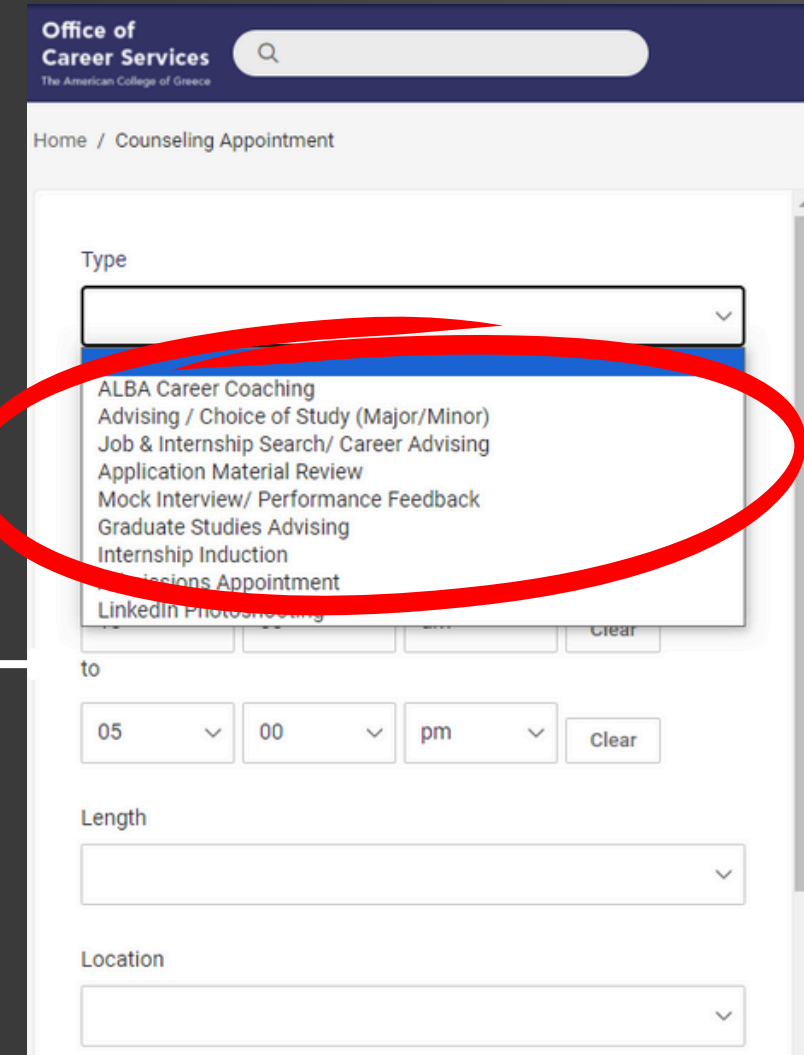 Office of
Career Services
The American College of Greece
Home / Counseling Appointment
Type
ALBA Career Coaching
Advising / Choice of Study (Major/Minor)
Job & Internship Search/ Career Advising
Application Material Review
Mock Interview/ Performance Feedback
Graduate Studies Advising
Internship Induction
Appointment
LinkedIn
Clear
to
05 00 pm Clear
Length
Location